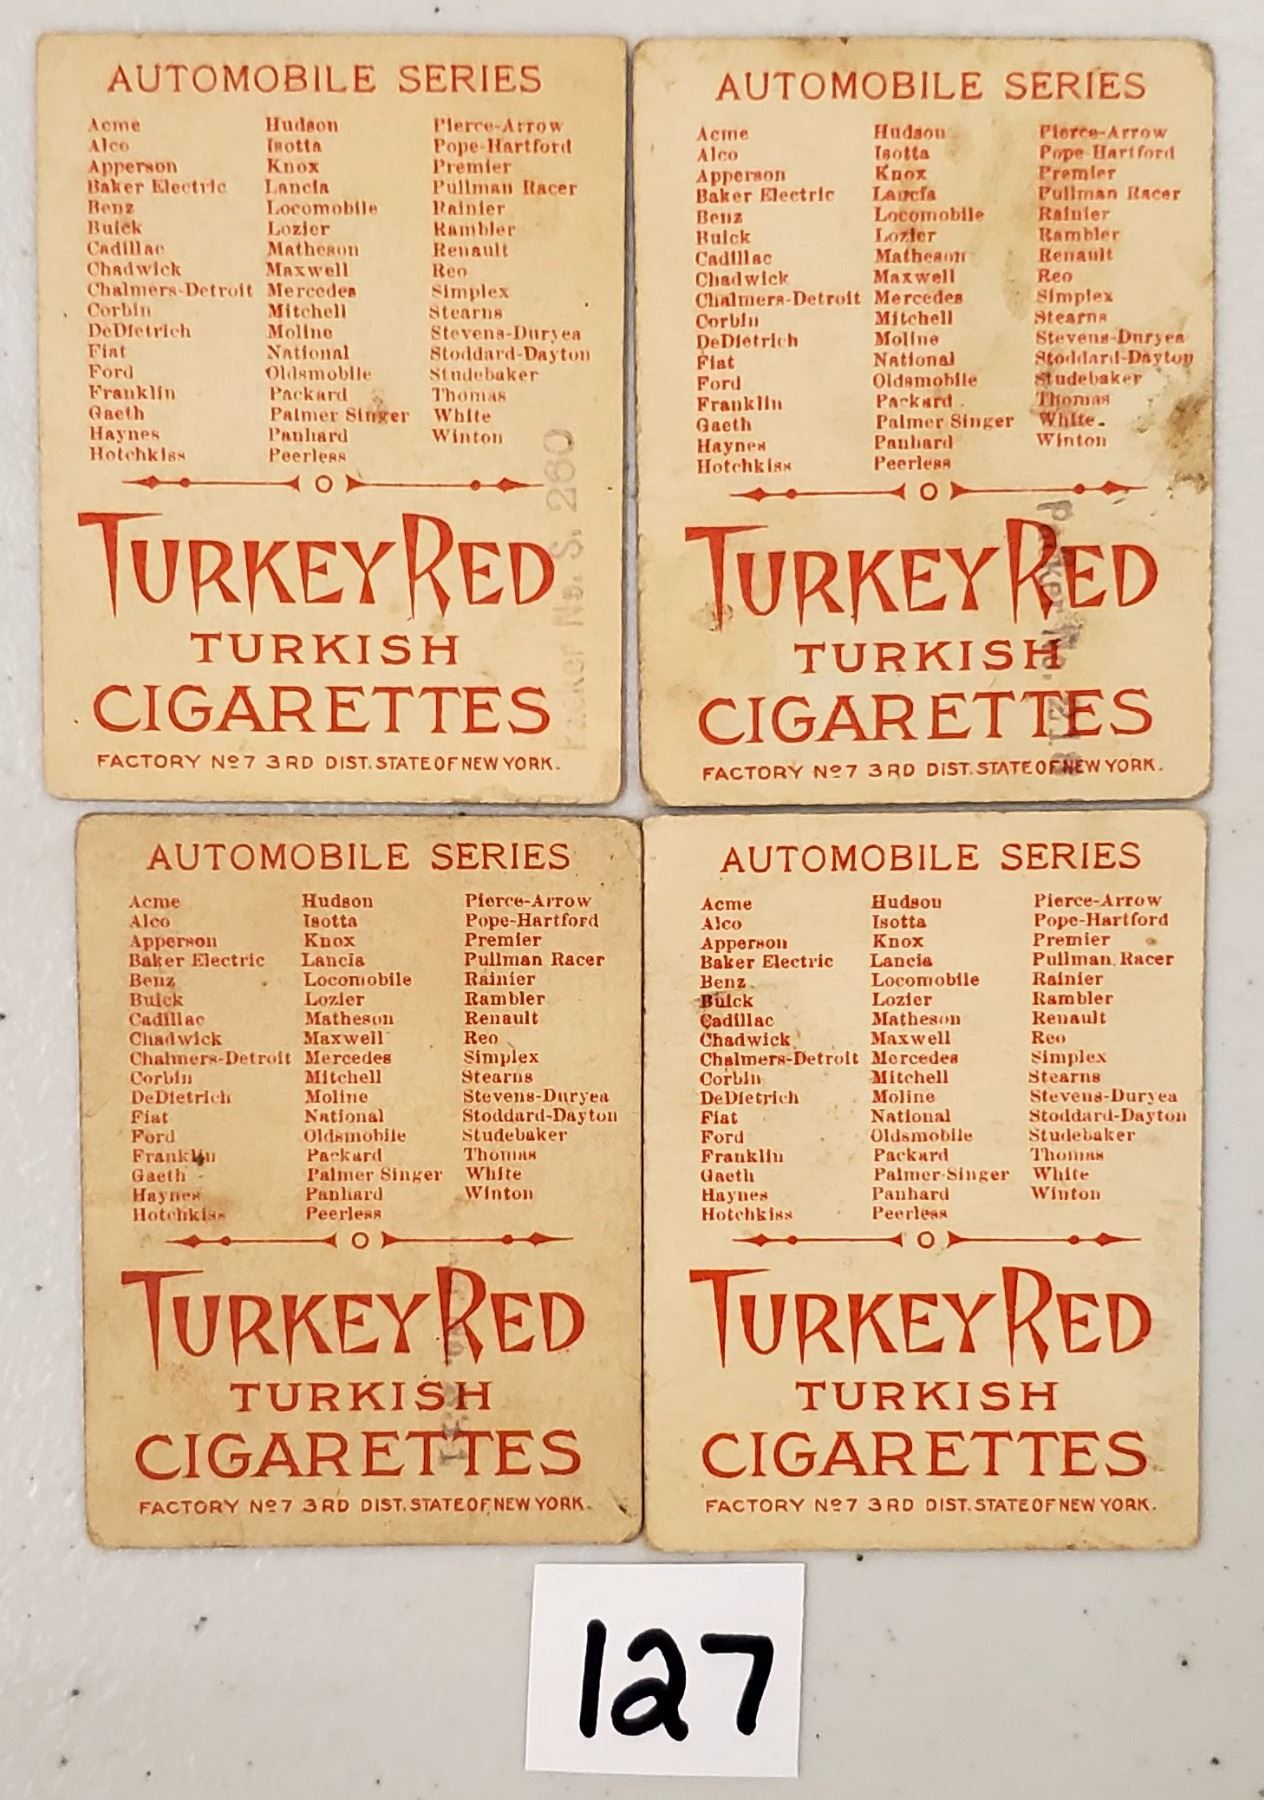 AUTOMOBILE SERIES
Acme Hudson Pierce-Arrow
Alco Isotta Pope-Hartford
Apperson Knox Premier
Baker Electric Lancia Pullman Racer
Benz Locomobile Rainier
Buick Lozier Rambler
Cadillac Matheson Renault
Chadwick Maxwell Reo
Chalmers-Detroit Mercedes Simplex
Corbin Mitchell Stearns
DeDietrich Moline Stevens-Duryea
Fiat National Stoddard-Dayton
Ford Oldsmobile Studebaker
Franklin Packard Thomas
Gaeth Palmer Singer White
Haynes Panhard Winton
Hotchkiss Peerless
TURKEY RED
TURKISH
CIGARETTES
FACTORY No 7 3RD DIST. STATE OF NEW YORK.
Packer No. S. 260
AUTOMOBILE SERIES
Acme Hudson Pierce-Arrow
Alco Isotta Pope-Hartford
Apperson Knox Premier
Baker Electric Lancia Pullman Racer
Benz Locomobile Rainier
Buick Lozier Rambler
Cadillac Matheson Renault
Chadwick Maxwell Reo
Chalmers-Detroit Mercedes Simplex
Corbin Mitchell Stearns
DeDietrich Moline Stevens-Duryea
Fiat National Stoddard-Dayton
Ford Oldsmobile Studebaker
Franklin Packard Thomas
Gaeth Palmer Singer White
Haynes Panhard Winton
Hotchkiss Peerless
TURKEY RED
TURKISH
CIGARETTES
FACTORY No 7 3RD DIST. STATE OF NEW YORK.
Packer No.
AUTOMOBILE SERIES
Acme Hudson Pierce-Arrow
Alco Isotta Pope-Hartford
Apperson Knox Premier
Baker Electric Lancia Pullman Racer
Benz Locomobile Rainier
Buick Lozier Rambler
Cadillac Matheson Renault
Chadwick Maxwell Reo
Chalmers-Detroit Mercedes Simplex
Corbin Mitchell Stearns
DeDietrich Moline Stevens-Duryea
Fiat National Stoddard-Dayton
Ford Oldsmobile Studebaker
Franklin Packard Thomas
Gaeth Palmer Singer White
Haynes Panhard Winton
Hotchkiss Peerless
TURKEY RED
TURKISH
CIGARETTES
FACTORY No 7 3RD DIST. STATE OF NEW YORK.
AUTOMOBILE SERIES
Acme Hudson Pierce-Arrow
Alco Isotta Pope-Hartford
Apperson Knox Premier
Baker Electric Lancia Pullman Racer
Benz Locomobile Rainier
Buick Lozier Rambler
Cadillac Matheson Renault
Chadwick Maxwell Reo
Chalmers-Detroit Mercedes Simplex
Corbin Mitchell Stearns
DeDietrich Moline Stevens-Duryea
Fiat National Stoddard-Dayton
Ford Oldsmobile Studebaker
Franklin Packard Thomas
Gaeth Palmer Singer White
Haynes Panhard Winton
Hotchkiss Peerless
TURKEY RED
TURKISH
CIGARETTES
FACTORY No 7 3RD DIST. STATE OF NEW YORK.
127